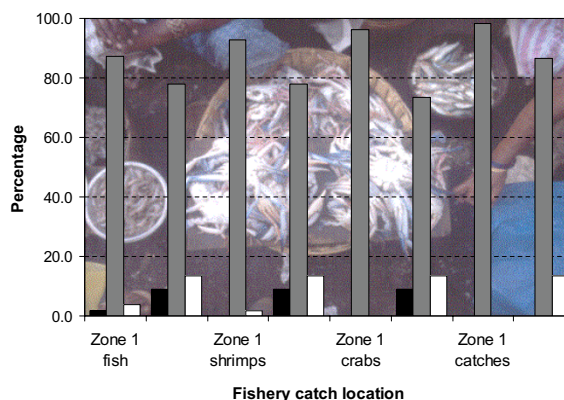 100.0
80.0
60.0
40.0
20.0
0.0
Percentage
Zone 1 Zone 1 Zone 1 Zone 1
fish shrimps crabs catches
Fishery catch location